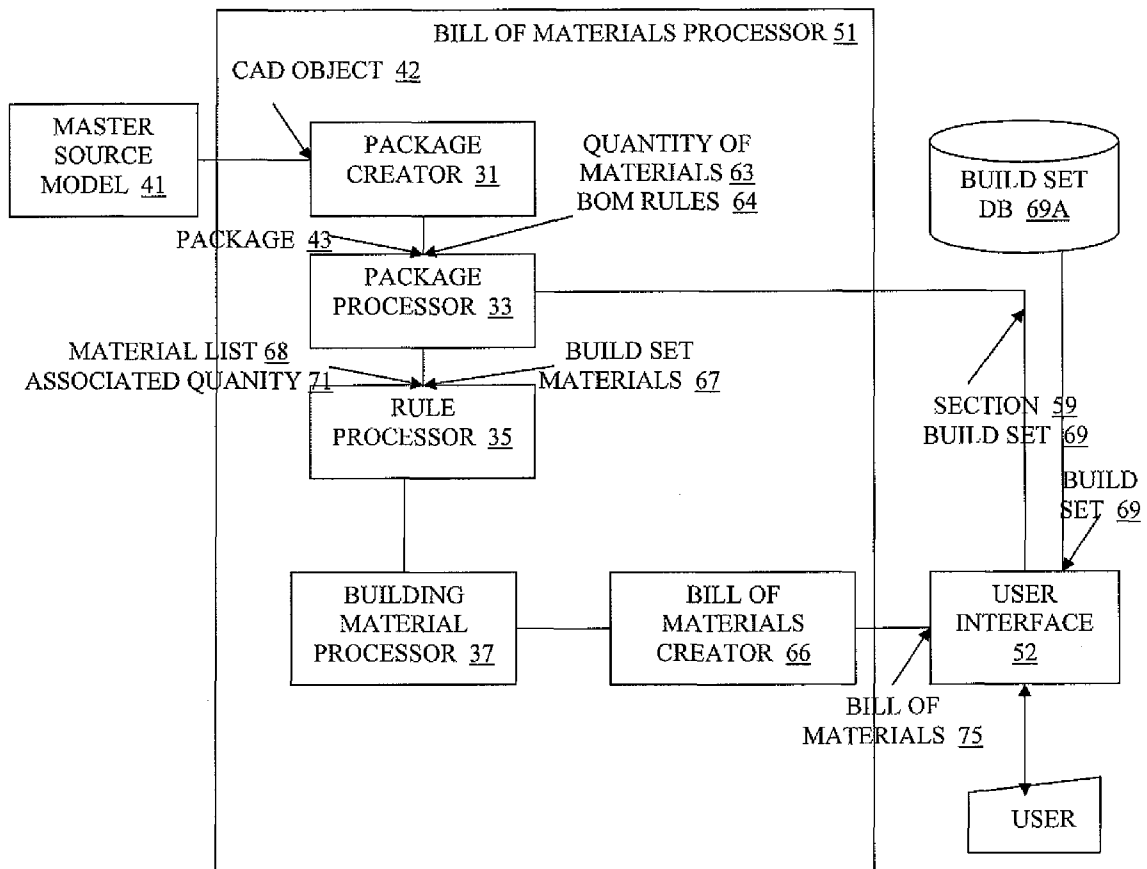 BILL OF MATERIALS PROCESSOR 51
CAD OBJECT 42
MASTER
SOURCE
MODEL 41
PACKAGE
CREATOR 31
QUANTITY OF
MATERIALS 63
BOM RULES 64
BUILD SET
DB 69A
PACKAGE 43
PACKAGE
PROCESSOR 33
MATERIAL LIST 68
ASSOCIATED QUANITY 71
BUILD SET
MATERIALS 67
SECTION 59
BUILD SET 69
RULE
PROCESSOR 35
BUILD
SET 69
BUILDING
MATERIAL
PROCESSOR 37
BILL OF
MATERIALS
CREATOR 66
USER
INTERFACE
52
BILL OF
MATERIALS 75
USER